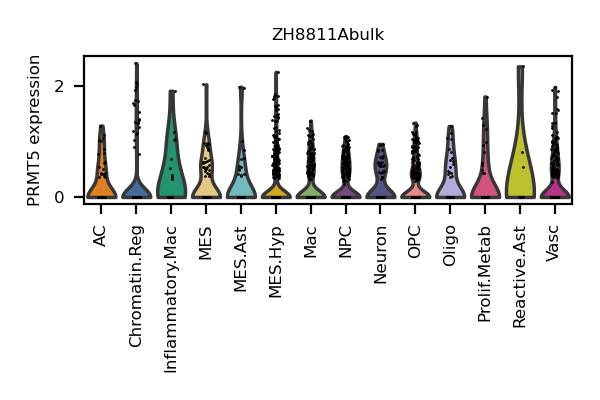 ZH8811Abulk
PRMT5 expression
2
0
AC
Chromatin.Reg
Inflammatory.Mac
MES
MES.Ast
MES.Hyp
Mac
NPC
Neuron
OPC
Oligo
Prolif.Metab
Reactive.Ast
Vasc